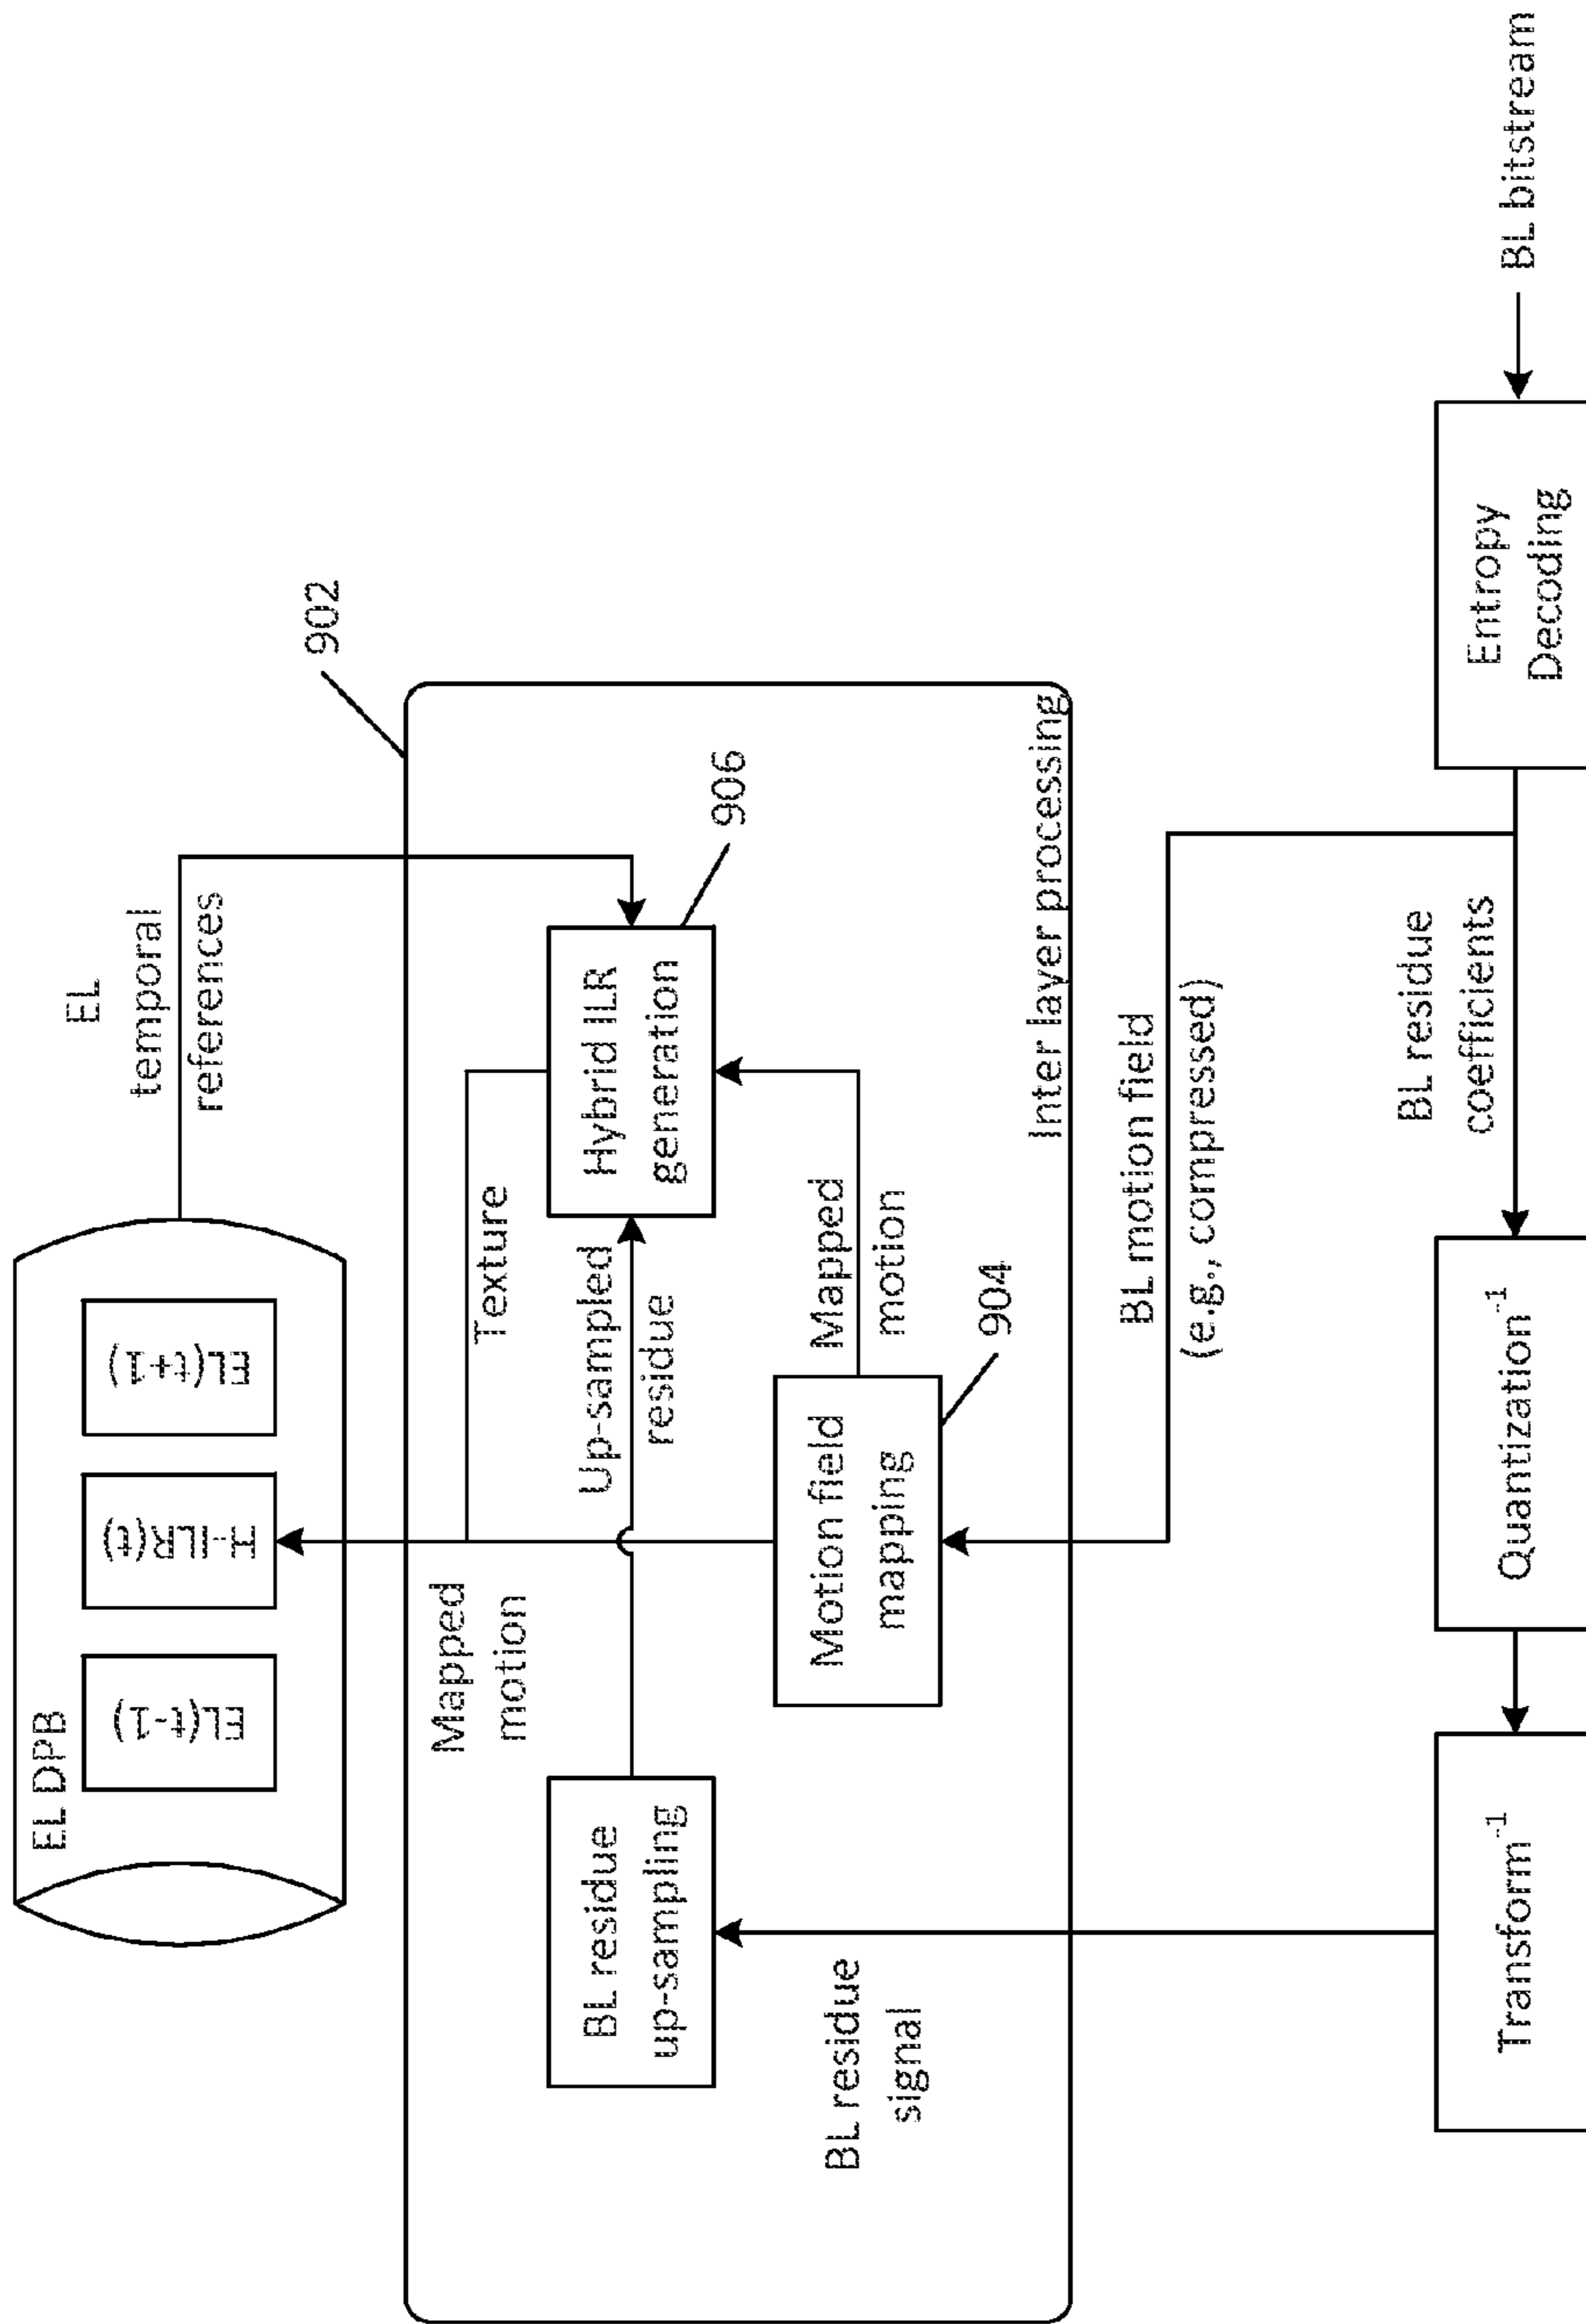 EL DPB
EL(t-1)
H-ILR(t)
EL(t+1)
EL
temporal
references
902
Mapped
motion
Texture
BL residue
up-sampling
Up-sampled
residue
Hybrid ILR
generation
906
Motion field
mapping
Mapped
motion
904
BL residue
signal
Inter layer processing
BL motion field
(e.g., compressed)
BL residue
coefficients
Transform-1
Quantization-1
Entropy
Decoding
BL bitstream